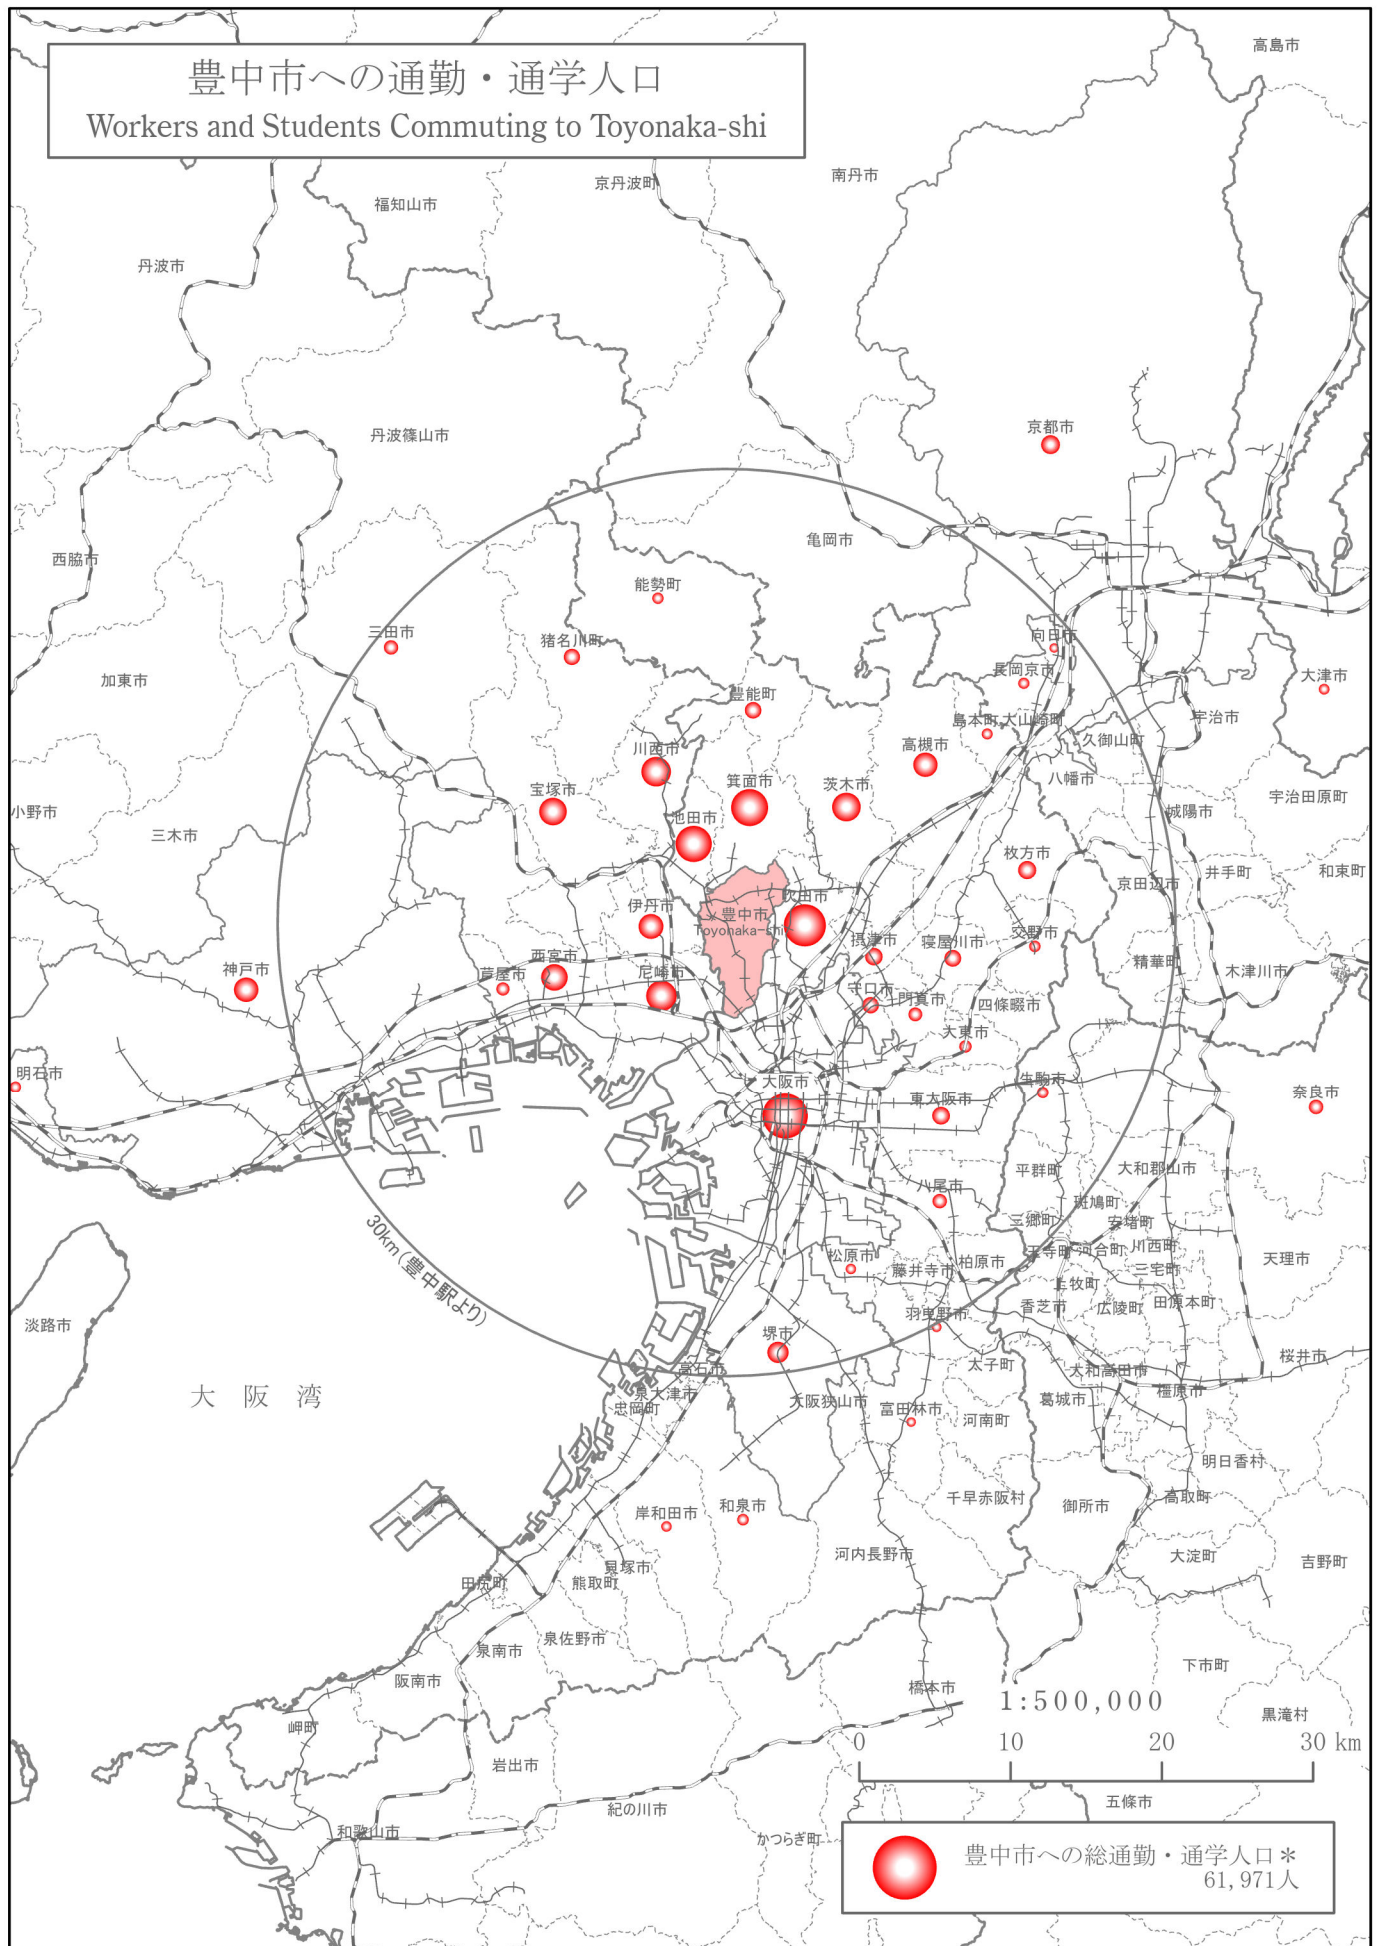 豊中市への通勤・通学人口
Workers and Students Commuting to Toyonaka-shi
高島市
南丹市
京丹波町
福知山市
丹波市
京都市
丹波篠山市
亀岡市
西脇市
能勢町
三田市
猪名川町
向日市
長岡京市
大津市
加東市
豊能町
島本町
大山崎町
宇治市
久御山町
川西市
高槻市
八幡市
宝塚市
箕面市
茨木市
宇治田原町
小野市
城陽市
池田市
三木市
枚方市
井手町
和束町
京田辺市
吹田市
伊丹市
豊中市
Toyonaka-shi
摂津市
寝屋川市
交野市
西宮市
芦屋市
尼崎市
神戸市
精華町
木津川市
守口市
門真市
四條畷市
大東市
明石市
大阪市
生駒市
奈良市
東大阪市
平群町
大和郡山市
八尾市
斑鳩町
三郷町
安堵町
30km(豊中駅より)
松原市
柏原市
王寺町
河合町
川西町
天理市
藤井寺市
三宅町
上牧町
羽曳野市
香芝市
広陵町
田原本町
淡路市
堺市
高石市
太子町
大和高田市
桜井市
大阪湾
泉大津市
忠岡町
大阪狭山市
富田林市
河南町
葛城市
橿原市
明日香村
千早赤阪村
御所市
高取町
岸和田市
和泉市
河内長野市
大淀町
吉野町
貝塚市
熊取町
田尻町
泉佐野市
泉南市
下市町
阪南市
橋本市
1:500,000
黒滝村
岬町
0 10 20 30 km
岩出市
五條市
紀の川市
和歌山市
かつらぎ町
豊中市への総通勤・通学人口＊
61,971人